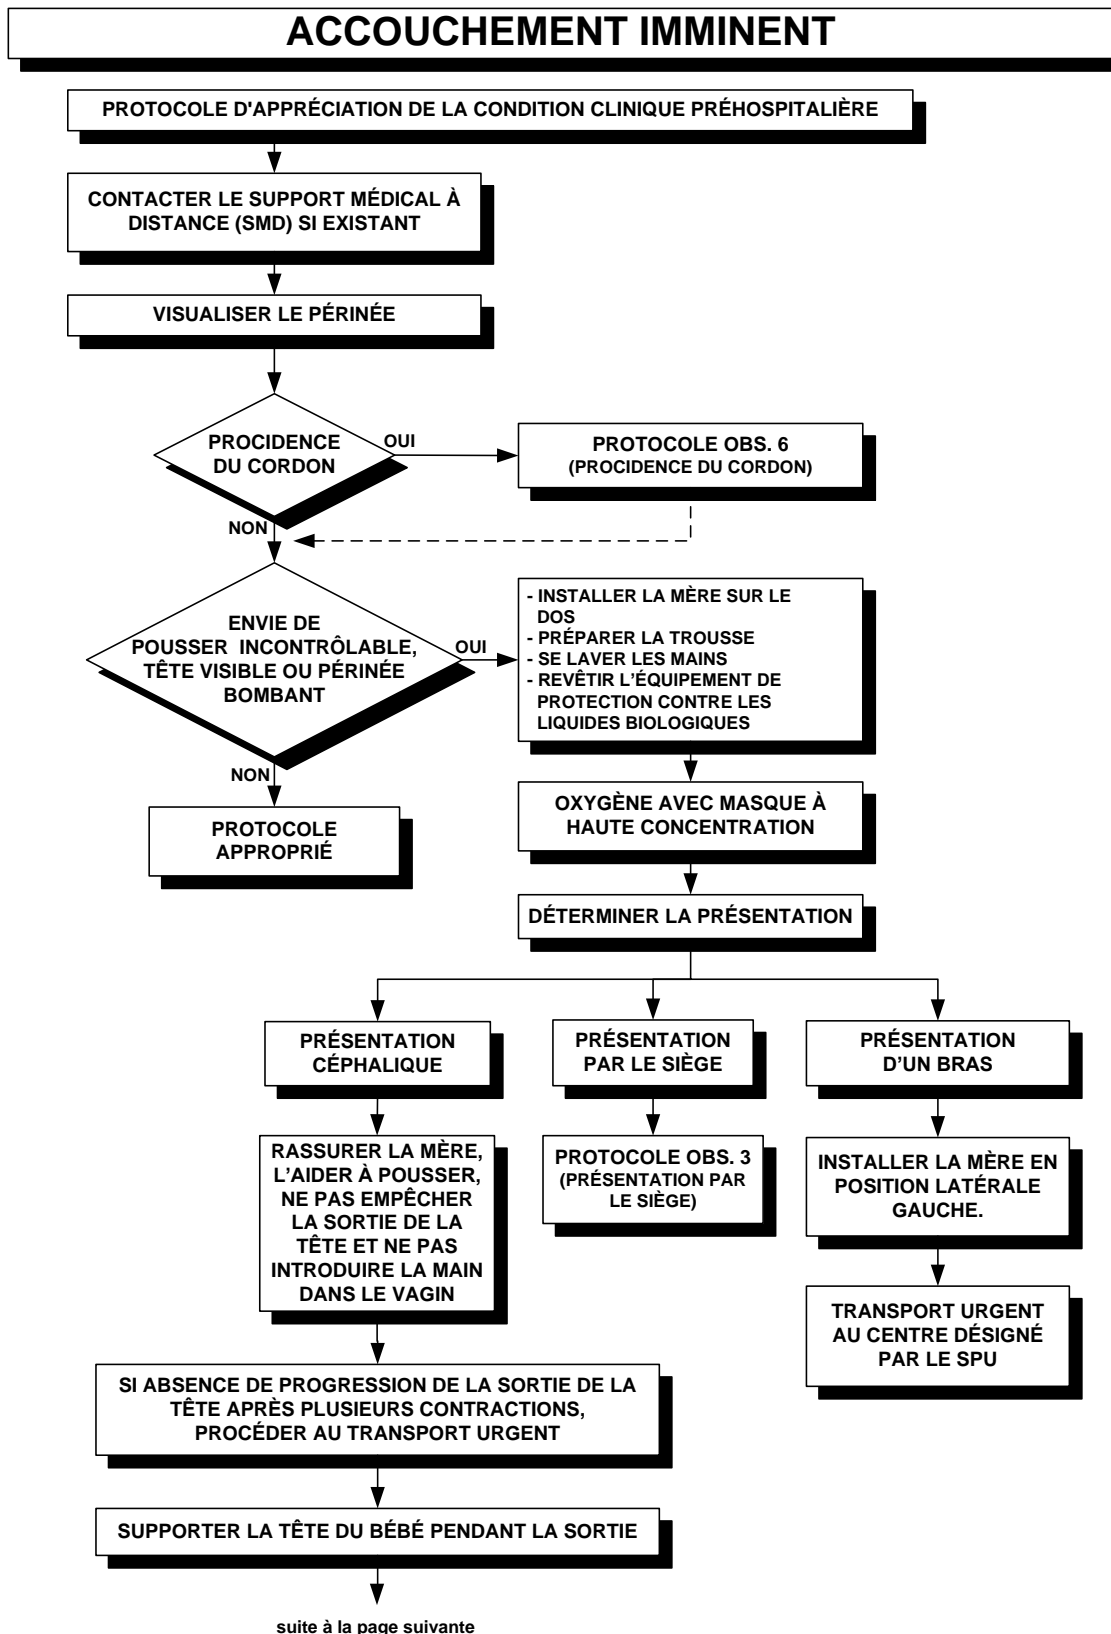 ACCOUCHEMENT IMMINENT
PROTOCOLE D'APPRÉCIATION DE LA CONDITION CLINIQUE PRÉHOSPITALIÈRE
CONTACTER LE SUPPORT MÉDICAL À
DISTANCE (SMD) SI EXISTANT
VISUALISER LE PÉRINÉE
PROCIDENCE
DU CORDON
OUI
PROTOCOLE OBS. 6
(PROCIDENCE DU CORDON)
NON
ENVIE DE
POUSSER INCONTRÔLABLE,
TÊTE VISIBLE OU PÉRINÉE
BOMBANT
OUI
- INSTALLER LA MÈRE SUR LE
DOS
- PRÉPARER LA TROUSSE
- SE LAVER LES MAINS
- REVÊTIR L'ÉQUIPEMENT DE
PROTECTION CONTRE LES
LIQUIDES BIOLOGIQUES
NON
PROTOCOLE
APPROPRIÉ
OXYGÈNE AVEC MASQUE À
HAUTE CONCENTRATION
DÉTERMINER LA PRÉSENTATION
PRÉSENTATION
CÉPHALIQUE
PRÉSENTATION
PAR LE SIÈGE
PRÉSENTATION
D'UN BRAS
RASSURER LA MÈRE,
L'AIDER À POUSSER,
NE PAS EMPÊCHER
LA SORTIE DE LA
TÊTE ET NE PAS
INTRODUIRE LA MAIN
DANS LE VAGIN
PROTOCOLE OBS. 3
(PRÉSENTATION PAR
LE SIÈGE)
INSTALLER LA MÈRE EN
POSITION LATÉRALE
GAUCHE.
TRANSPORT URGENT
AU CENTRE DÉSIGNÉ
PAR LE SPU
SI ABSENCE DE PROGRESSION DE LA SORTIE DE LA
TÊTE APRÈS PLUSIEURS CONTRACTIONS,
PROCÉDER AU TRANSPORT URGENT
SUPPORTER LA TÊTE DU BÉBÉ PENDANT LA SORTIE
suite à la page suivante